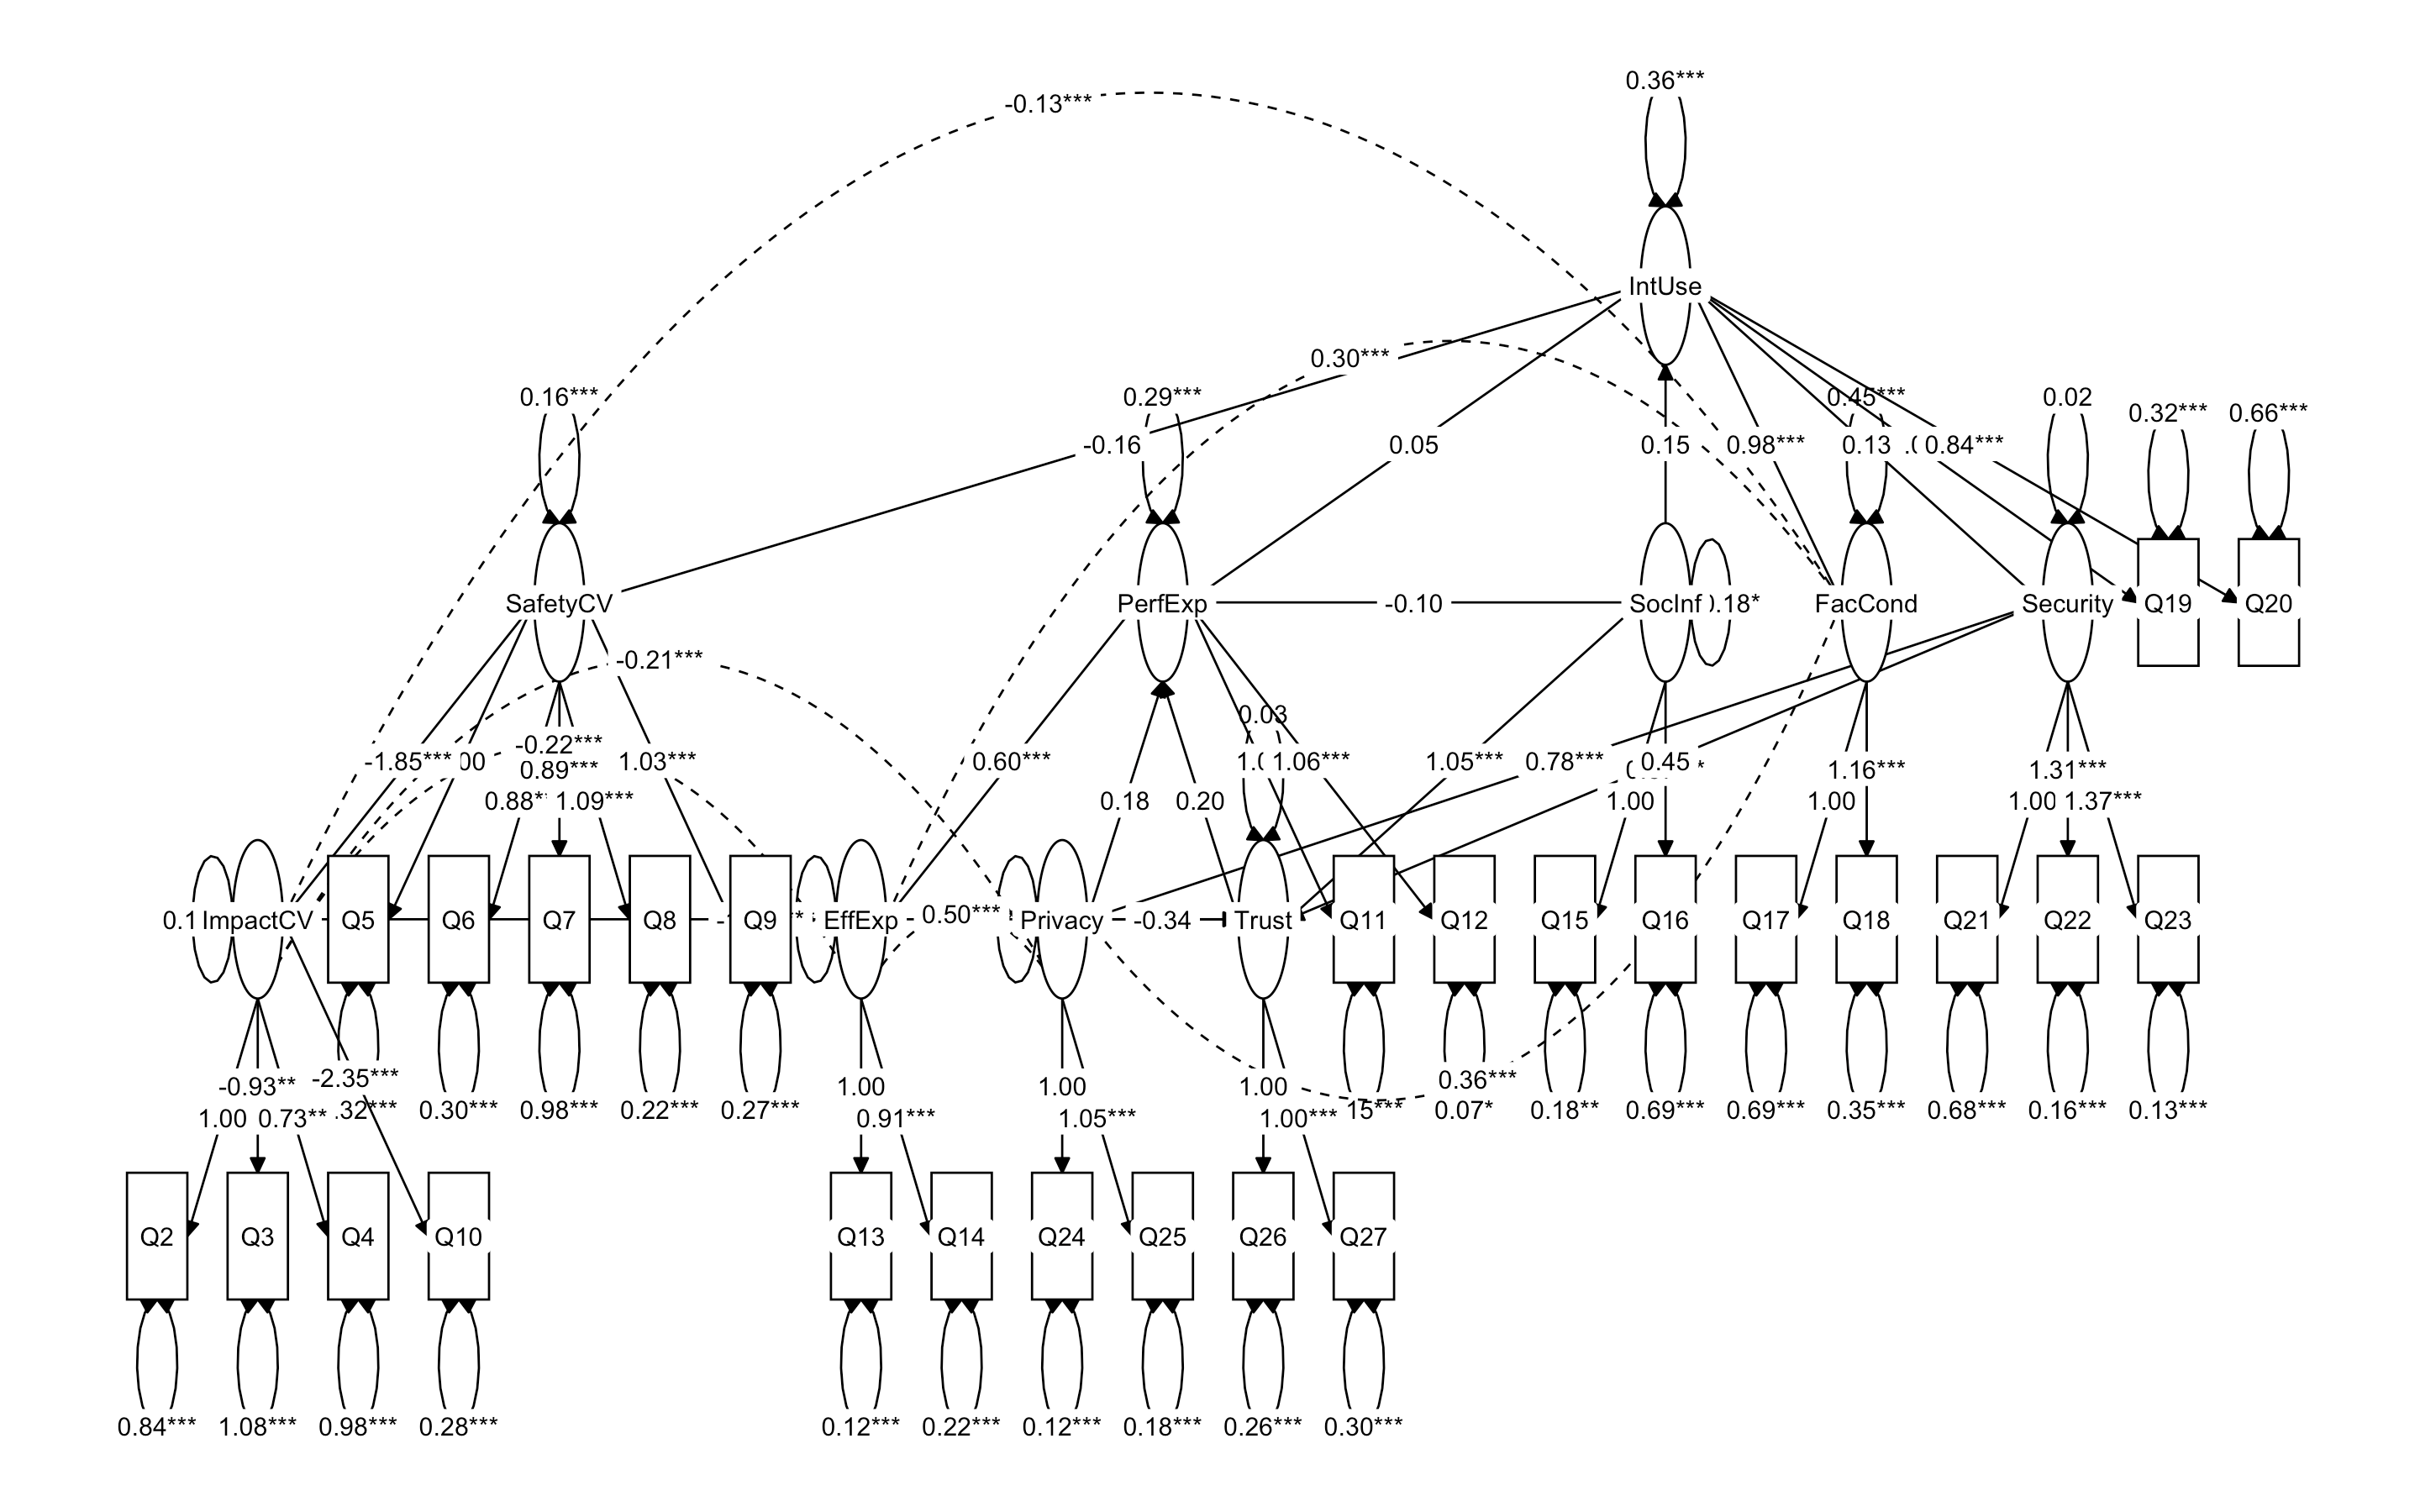 0.36***
-0.13***
IntUse
0.30***
0.16*** 0.29*** 0.45*** 0.02 0.32*** 0.66***
-0.16 0.05 0.15 0.98*** 0.13 0.84***
SafetyCV PerfExp -0.10 SocInf .18* FacCond Security Q19 Q20
-0.21***
0.03
-0.22***
-1.85*** 00 0.89*** 1.03*** 0.60*** 1.06*** 1.05*** 0.78*** 0.45 1.16*** 1.31***
0.88* 1.09*** 0.18 0.20 1.00 1.00 1.00 1.37***
0.1 ImpactCV Q5 Q6 Q7 Q8 Q9 EffExp 0.50*** Privacy -0.34 Trust Q11 Q12 Q15 Q16 Q17 Q18 Q21 Q22 Q23
-0.93** -2.35*** 1.00 1.00 1.00 0.36***
1.00 0.73** .32*** 0.30*** 0.98*** 0.22*** 0.27*** 0.91*** 1.05*** 1.00*** 15*** 0.07* 0.18** 0.69*** 0.69*** 0.35*** 0.68*** 0.16*** 0.13***
Q2 Q3 Q4 Q10 Q13 Q14 Q24 Q25 Q26 Q27
0.84*** 1.08*** 0.98*** 0.28*** 0.12*** 0.22*** 0.12*** 0.18*** 0.26*** 0.30***